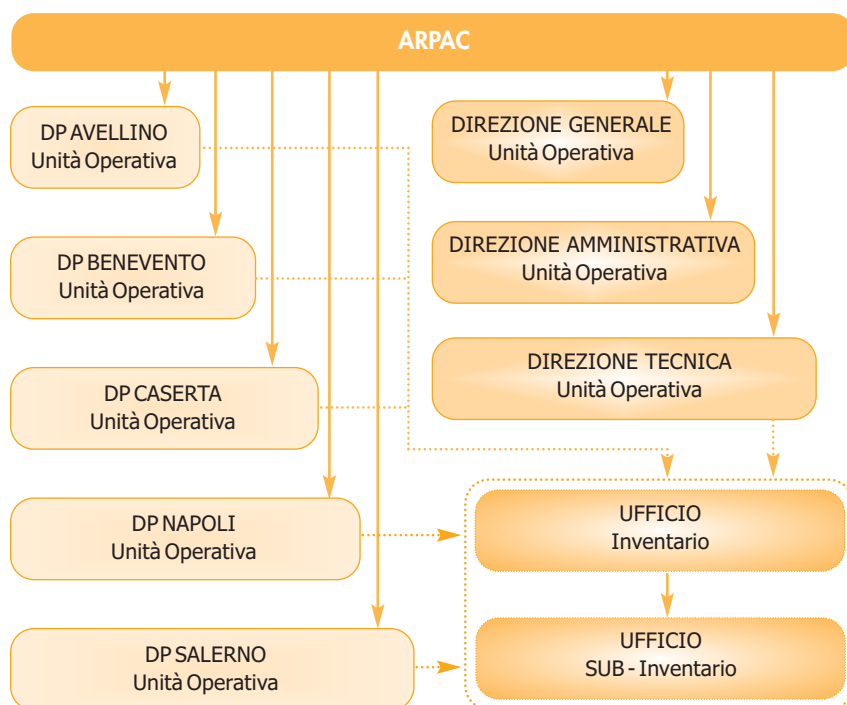 ARPAC
DP AVELLINO
Unità Operativa
DIREZIONE GENERALE
Unità Operativa
DP BENEVENTO
Unità Operativa
DIREZIONE AMMINISTRATIVA
Unità Operativa
DP CASERTA
Unità Operativa
DIREZIONE TECNICA
Unità Operativa
DP NAPOLI
Unità Operativa
UFFICIO
Inventario
DP SALERNO
Unità Operativa
UFFICIO
SUB - Inventario